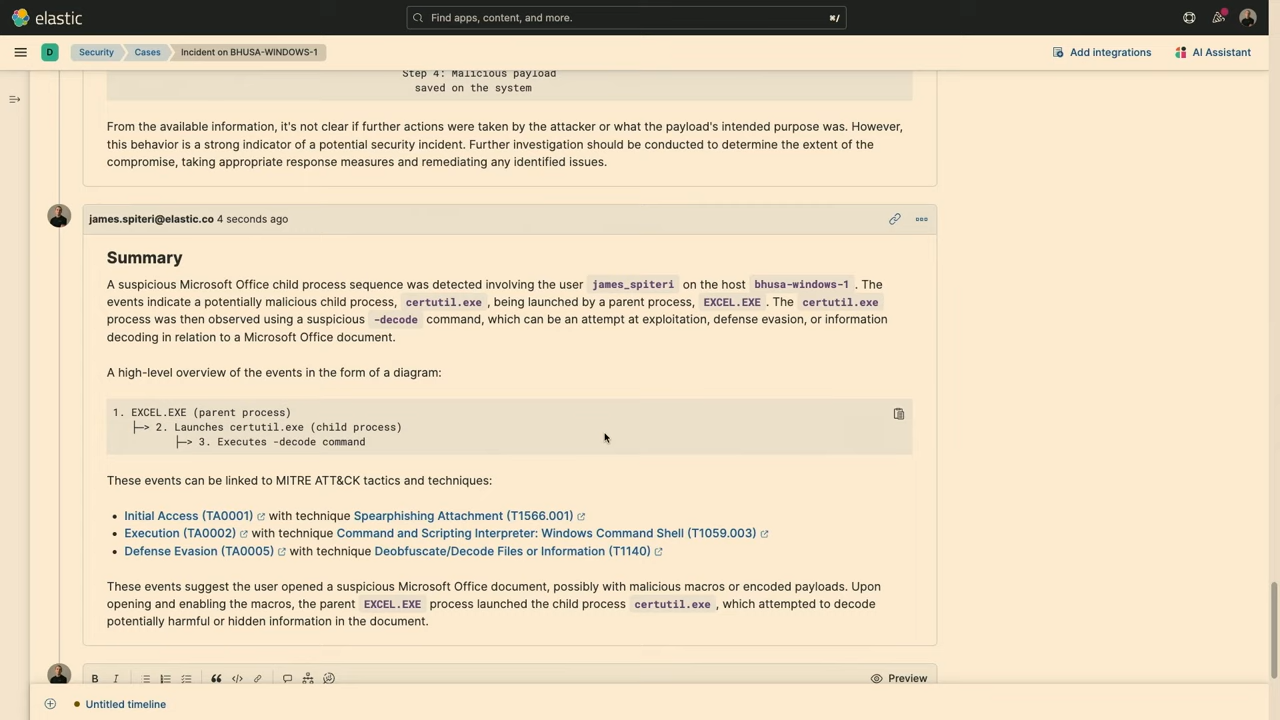 elastic
Find apps, content, and more.
⌘/
D
Security
Cases
Incident on BHUSA-WINDOWS-1
Add integrations
AI Assistant
Step 4: Malicious payload
saved on the system
From the available information, it's not clear if further actions were taken by the attacker or what the payload's intended purpose was. However,
this behavior is a strong indicator of a potential security incident. Further investigation should be conducted to determine the extent of the
compromise, taking appropriate response measures and remediating any identified issues.
james.spiteri@elastic.co 4 seconds ago
Summary
A suspicious Microsoft Office child process sequence was detected involving the user james_spiteri on the host bhusa-windows-1 . The
events indicate a potentially malicious child process, certutil.exe , being launched by a parent process, EXCEL.EXE . The certutil.exe
process was then observed using a suspicious -decode command, which can be an attempt at exploitation, defense evasion, or information
decoding in relation to a Microsoft Office document.
A high-level overview of the events in the form of a diagram:
1. EXCEL.EXE (parent process)
├─> 2. Launches certutil.exe (child process)
├─> 3. Executes -decode command
These events can be linked to MITRE ATT&CK tactics and techniques:
• Initial Access (TA0001) with technique Spearphishing Attachment (T1566.001)
• Execution (TA0002) with technique Command and Scripting Interpreter: Windows Command Shell (T1059.003)
• Defense Evasion (TA0005) with technique Deobfuscate/Decode Files or Information (T1140)
These events suggest the user opened a suspicious Microsoft Office document, possibly with malicious macros or encoded payloads. Upon
opening and enabling the macros, the parent EXCEL.EXE process launched the child process certutil.exe , which attempted to decode
potentially harmful or hidden information in the document.
B I Preview
Untitled timeline